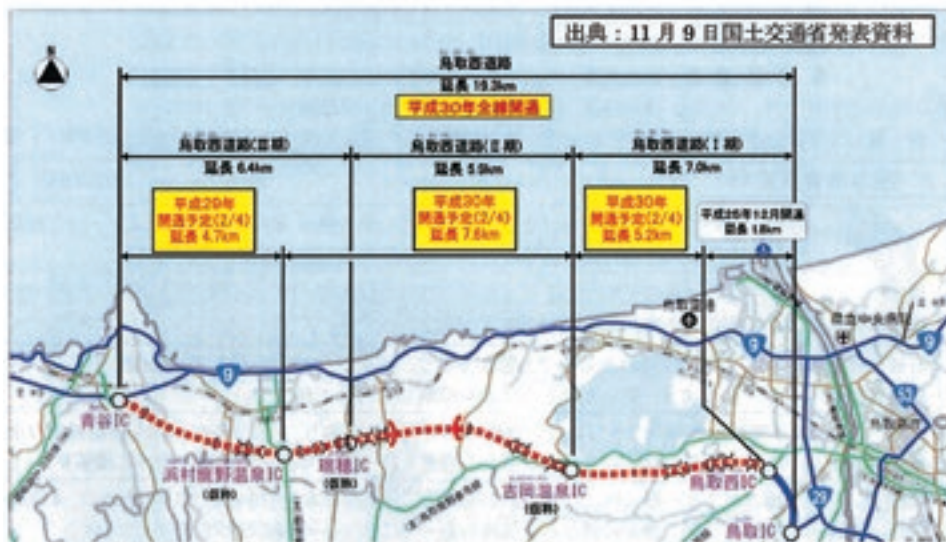 出典：11月9日国土交通省発表資料
鳥取西道路
延長 19.3km
平成30年全線開通
鳥取西道路(Ⅲ期)
延長 6.4km
鳥取西道路(Ⅱ期)
延長 5.9km
鳥取西道路(Ⅰ期)
延長 7.0km
平成29年
開通予定(2/4)
延長 4.7km
平成30年
開通予定(2/4)
延長 7.6km
平成30年
開通予定(2/4)
延長 5.2km
平成25年12月開通
延長 1.8km
鳥取空港
9
9
9
53
29
青谷IC
浜村鹿野温泉IC
(仮称)
瑞穂IC
(仮称)
吉岡温泉IC
(仮称)
鳥取西IC
鳥取IC